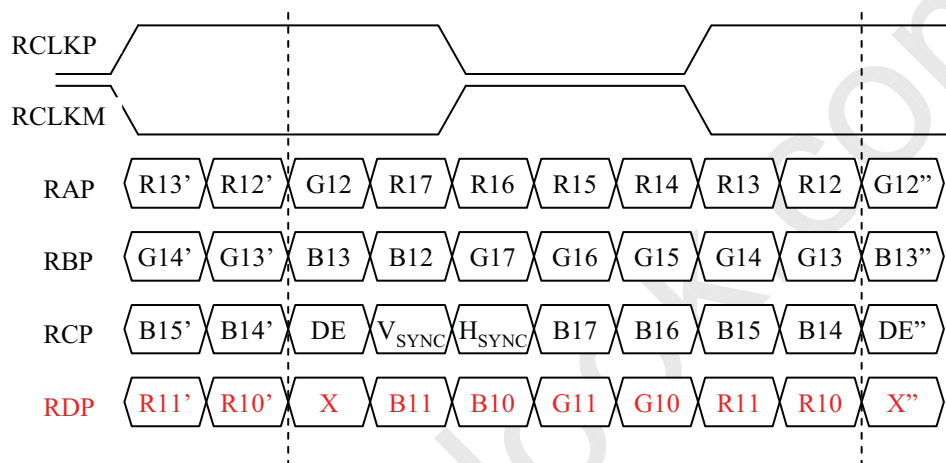 RCLKP
RCLKM
RAP R13’ R12’ G12 R17 R16 R15 R14 R13 R12 G12”
RBP G14’ G13’ B13 B12 G17 G16 G15 G14 G13 B13”
RCP B15’ B14’ DE VSYNC HSYNC B17 B16 B15 B14 DE”
RDP R11’ R10’ X B11 B10 G11 G10 R11 R10 X”